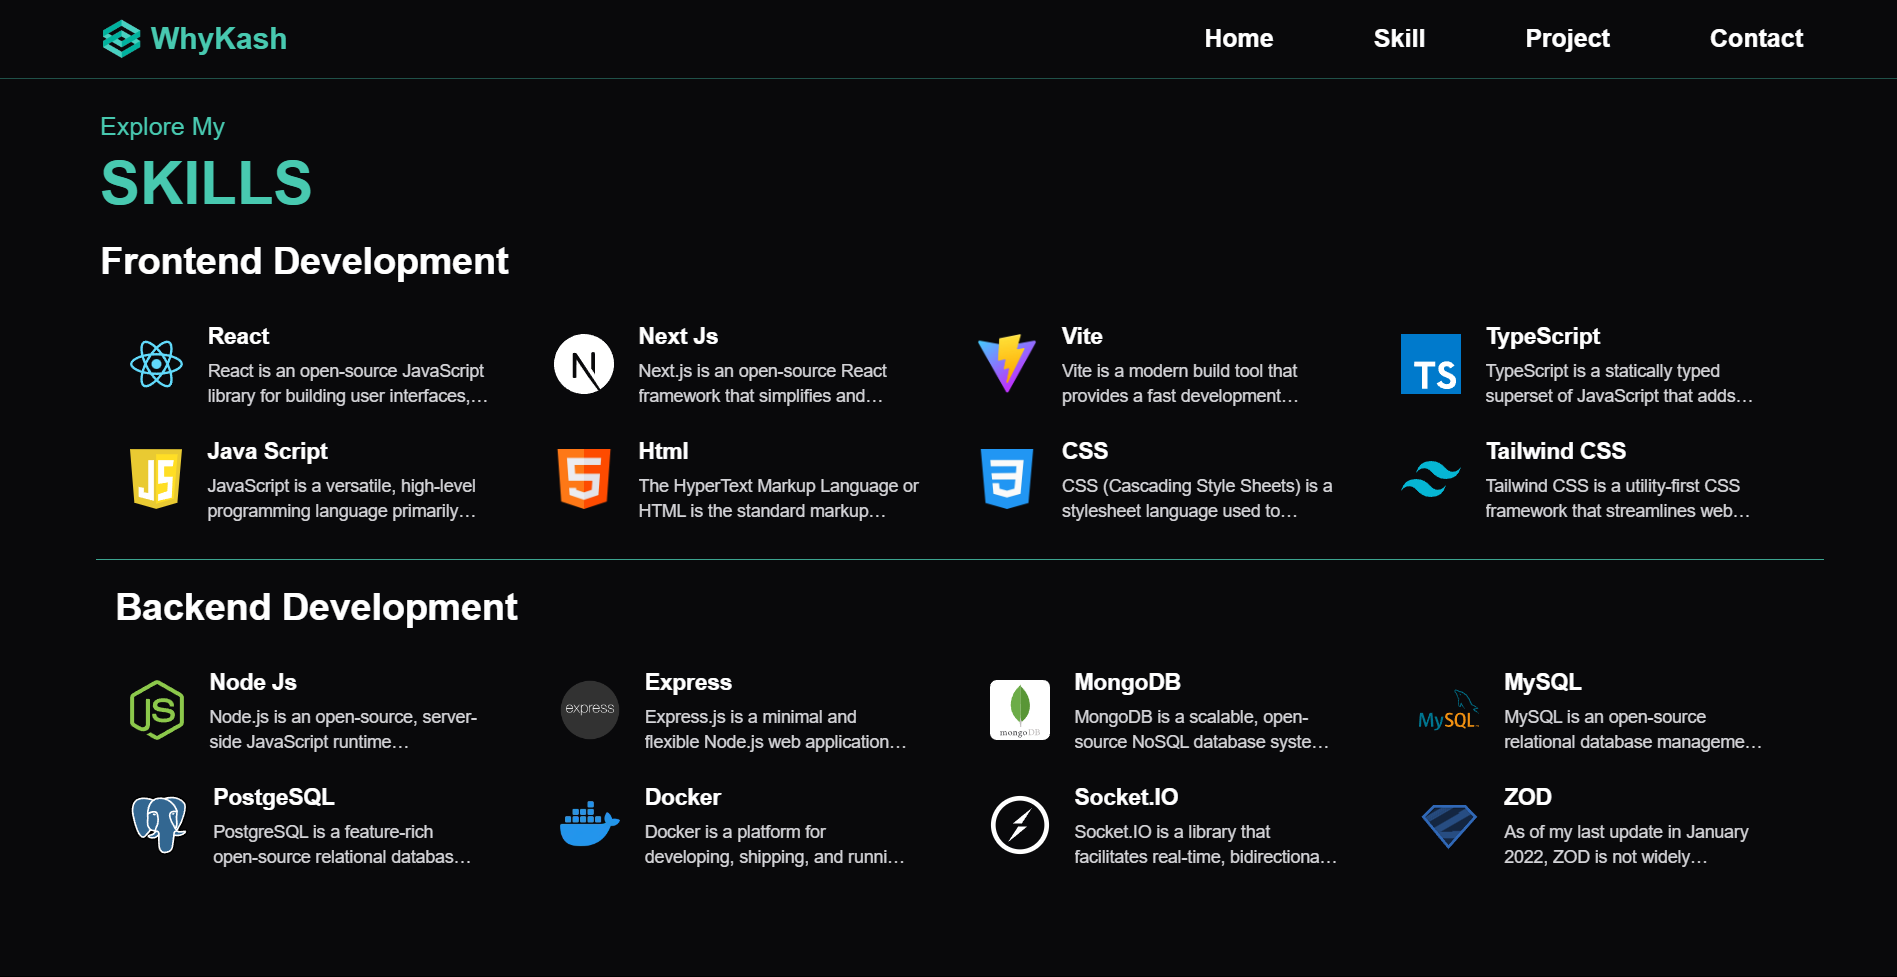 WhyKash
Home
Skill
Project
Contact
Explore My
SKILLS
Frontend Development
React
React is an open-source JavaScript
library for building user interfaces,…
Next Js
Next.js is an open-source React
framework that simplifies and…
Vite
Vite is a modern build tool that
provides a fast development…
TS
TypeScript
TypeScript is a statically typed
superset of JavaScript that adds…
JS
Java Script
JavaScript is a versatile, high-level
programming language primarily…
5
Html
The HyperText Markup Language or
HTML is the standard markup…
3
CSS
CSS (Cascading Style Sheets) is a
stylesheet language used to…
Tailwind CSS
Tailwind CSS is a utility-first CSS
framework that streamlines web…
Backend Development
JS
Node Js
Node.js is an open-source, server-
side JavaScript runtime…
express
Express
Express.js is a minimal and
flexible Node.js web application…
mongoDB
MongoDB
MongoDB is a scalable, open-
source NoSQL database syste…
MySQL
MySQL
MySQL is an open-source
relational database manageme…
PostgeSQL
PostgreSQL is a feature-rich
open-source relational databas…
Docker
Docker is a platform for
developing, shipping, and runni…
Socket.IO
Socket.IO is a library that
facilitates real-time, bidirectiona…
ZOD
As of my last update in January
2022, ZOD is not widely…